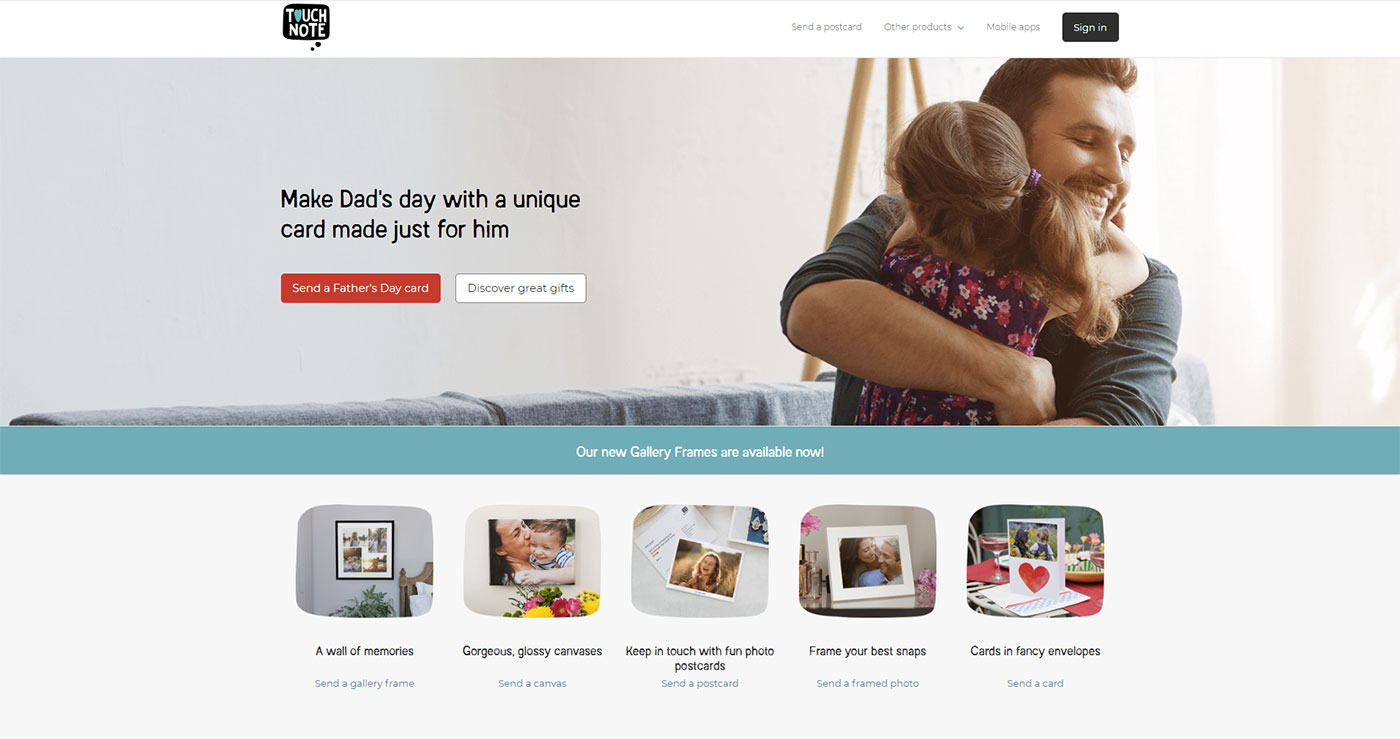 TOUCH
NOTE
Send a postcard
Other products
Mobile apps
Sign in
Make Dad's day with a unique
card made just for him
Send a Father's Day card
Discover great gifts
Our new Gallery Frames are available now!
A wall of memories
Send a gallery frame
Gorgeous, glossy canvases
Send a canvas
Keep in touch with fun photo
postcards
Send a postcard
Frame your best snaps
Send a framed photo
Cards in fancy envelopes
Send a card